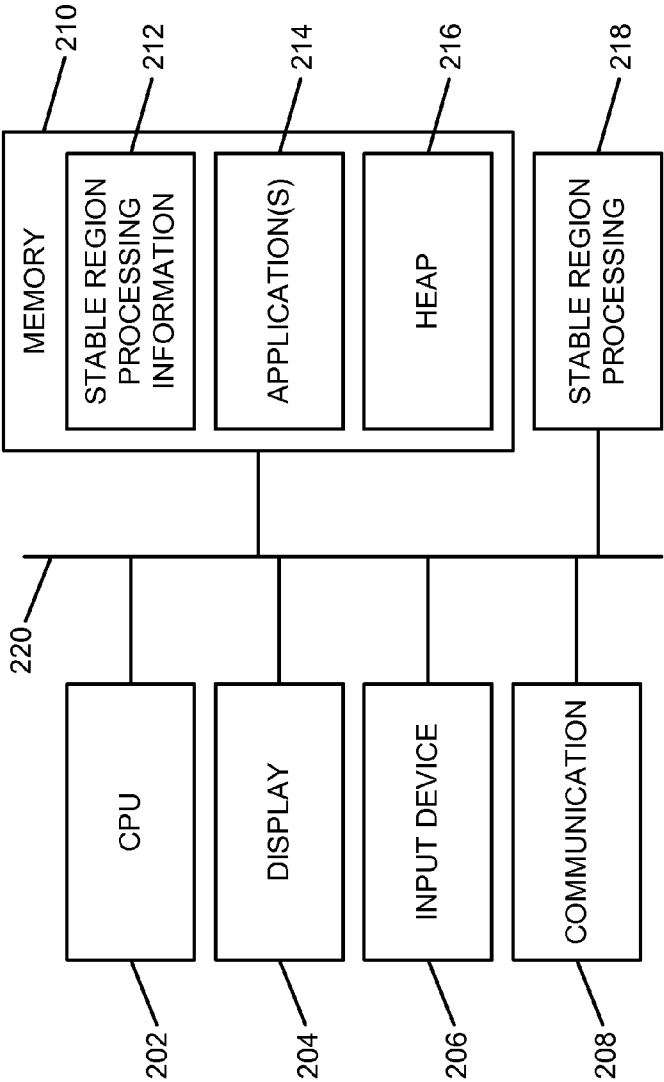 210
MEMORY
212
STABLE REGION
PROCESSING
INFORMATION
214
APPLICATION(S)
216
HEAP
218
STABLE REGION
PROCESSING
220
CPU
202
DISPLAY
204
INPUT DEVICE
206
COMMUNICATION
208